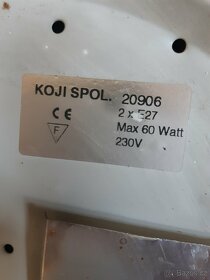 KOJI SPOL. 20906
CE 2 x E27
F Max 60 Watt
230V